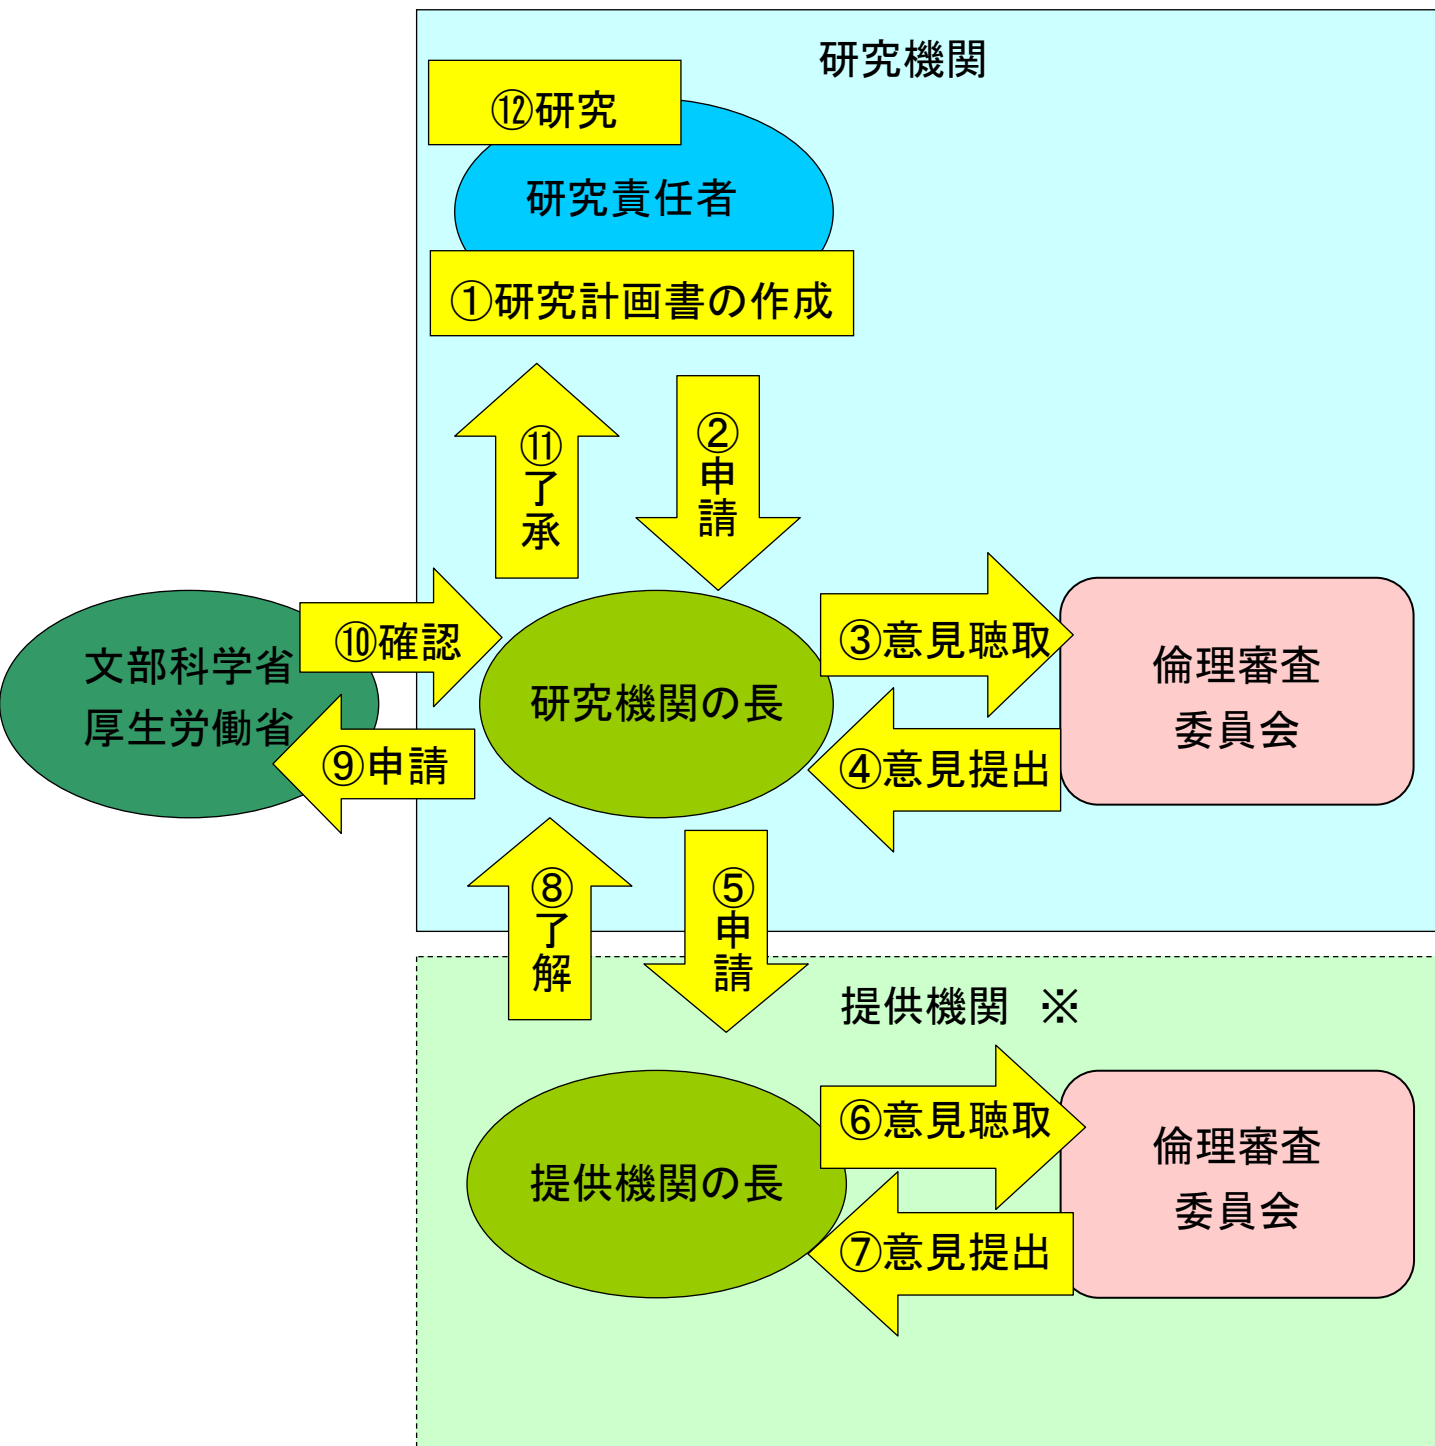 研究機関
⑫研究
研究責任者
①研究計画書の作成
⑪了承
②申請
文部科学省
厚生労働省
⑩確認
⑨申請
研究機関の長
③意見聴取
④意見提出
倫理審査
委員会
⑧了解
⑤申請
提供機関　※
提供機関の長
⑥意見聴取
⑦意見提出
倫理審査
委員会